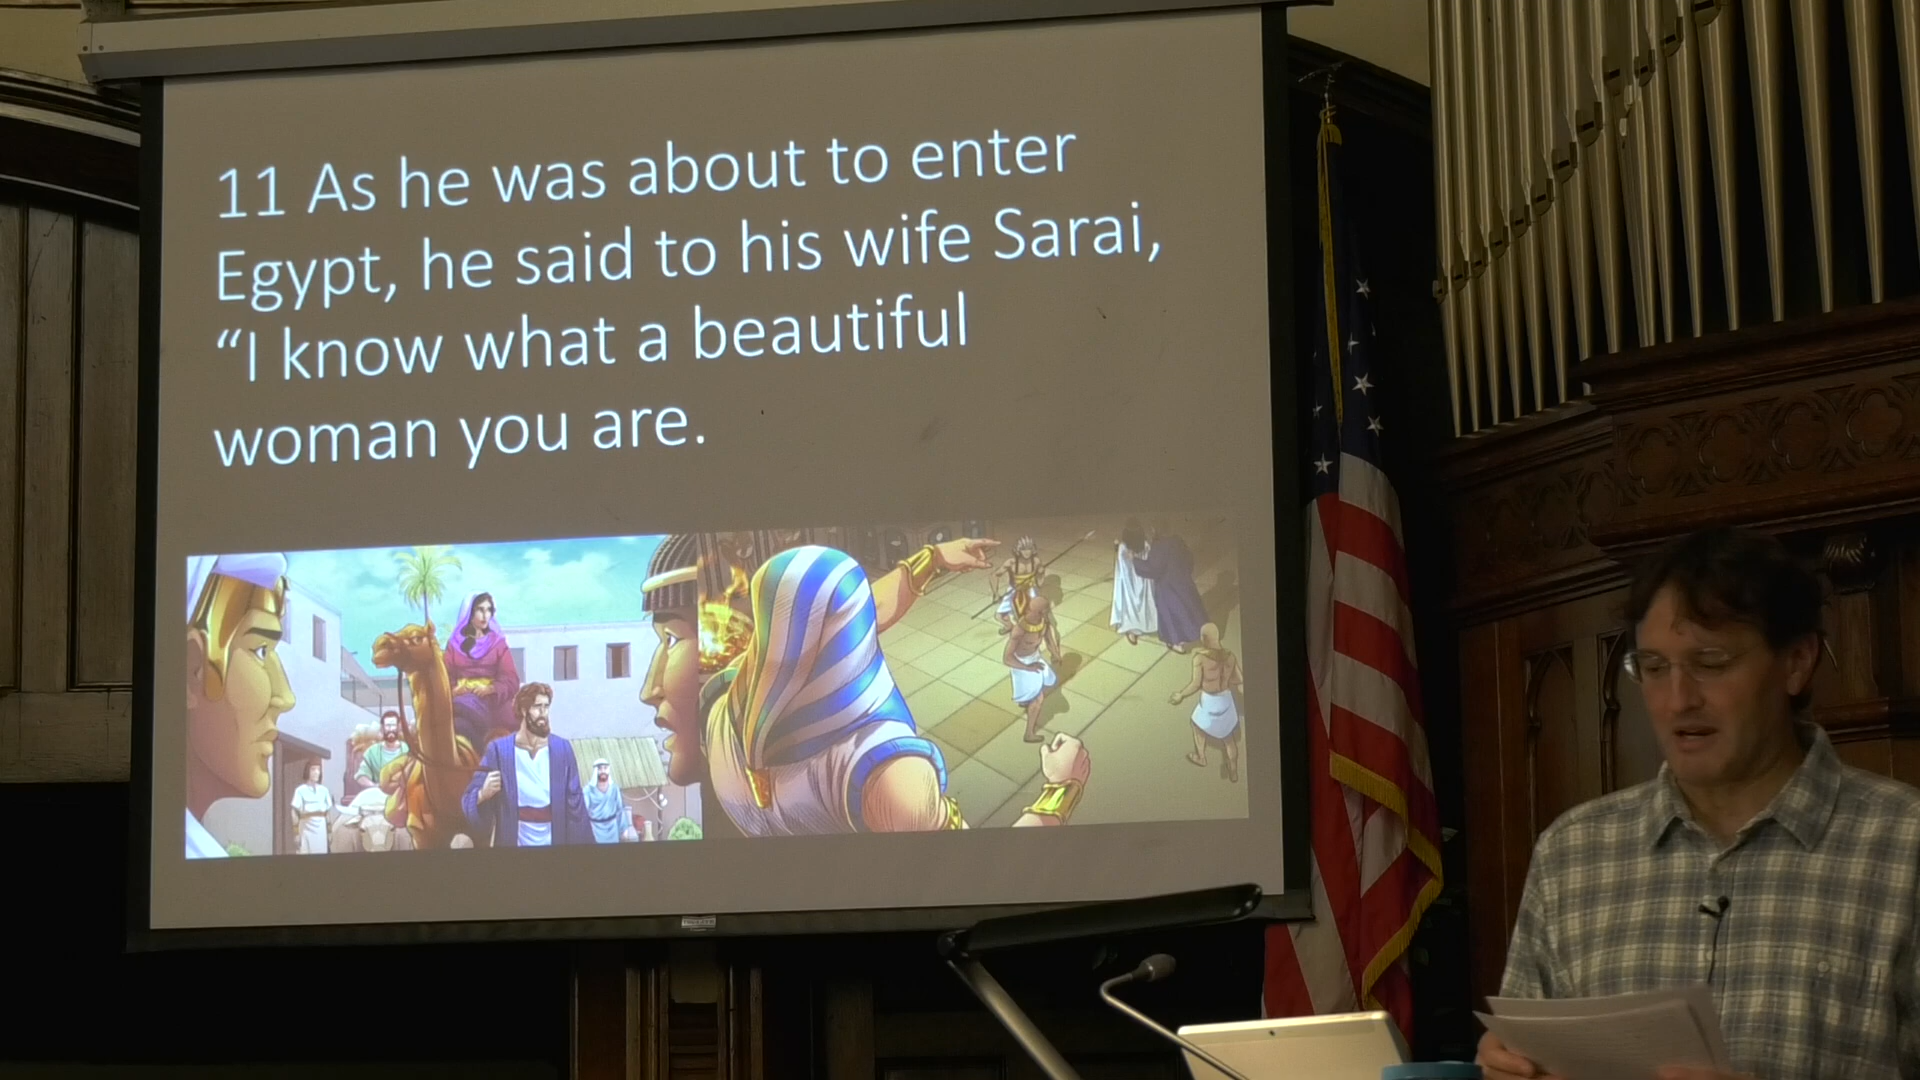 11 As he was about to enter
Egypt, he said to his wife Sarai,
“I know what a beautiful
woman you are.